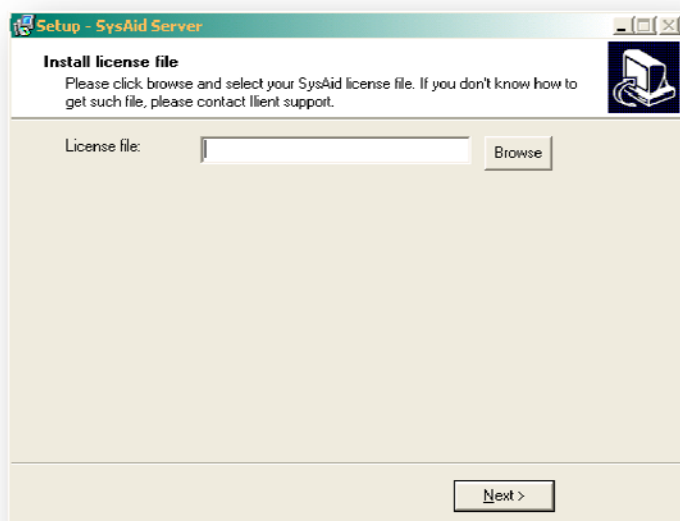 Setup - SysAid Server
Install license file
Please click browse and select your SysAid license file. If you don't know how to
get such file, please contact Ilient support.
License file:
Browse
Next >